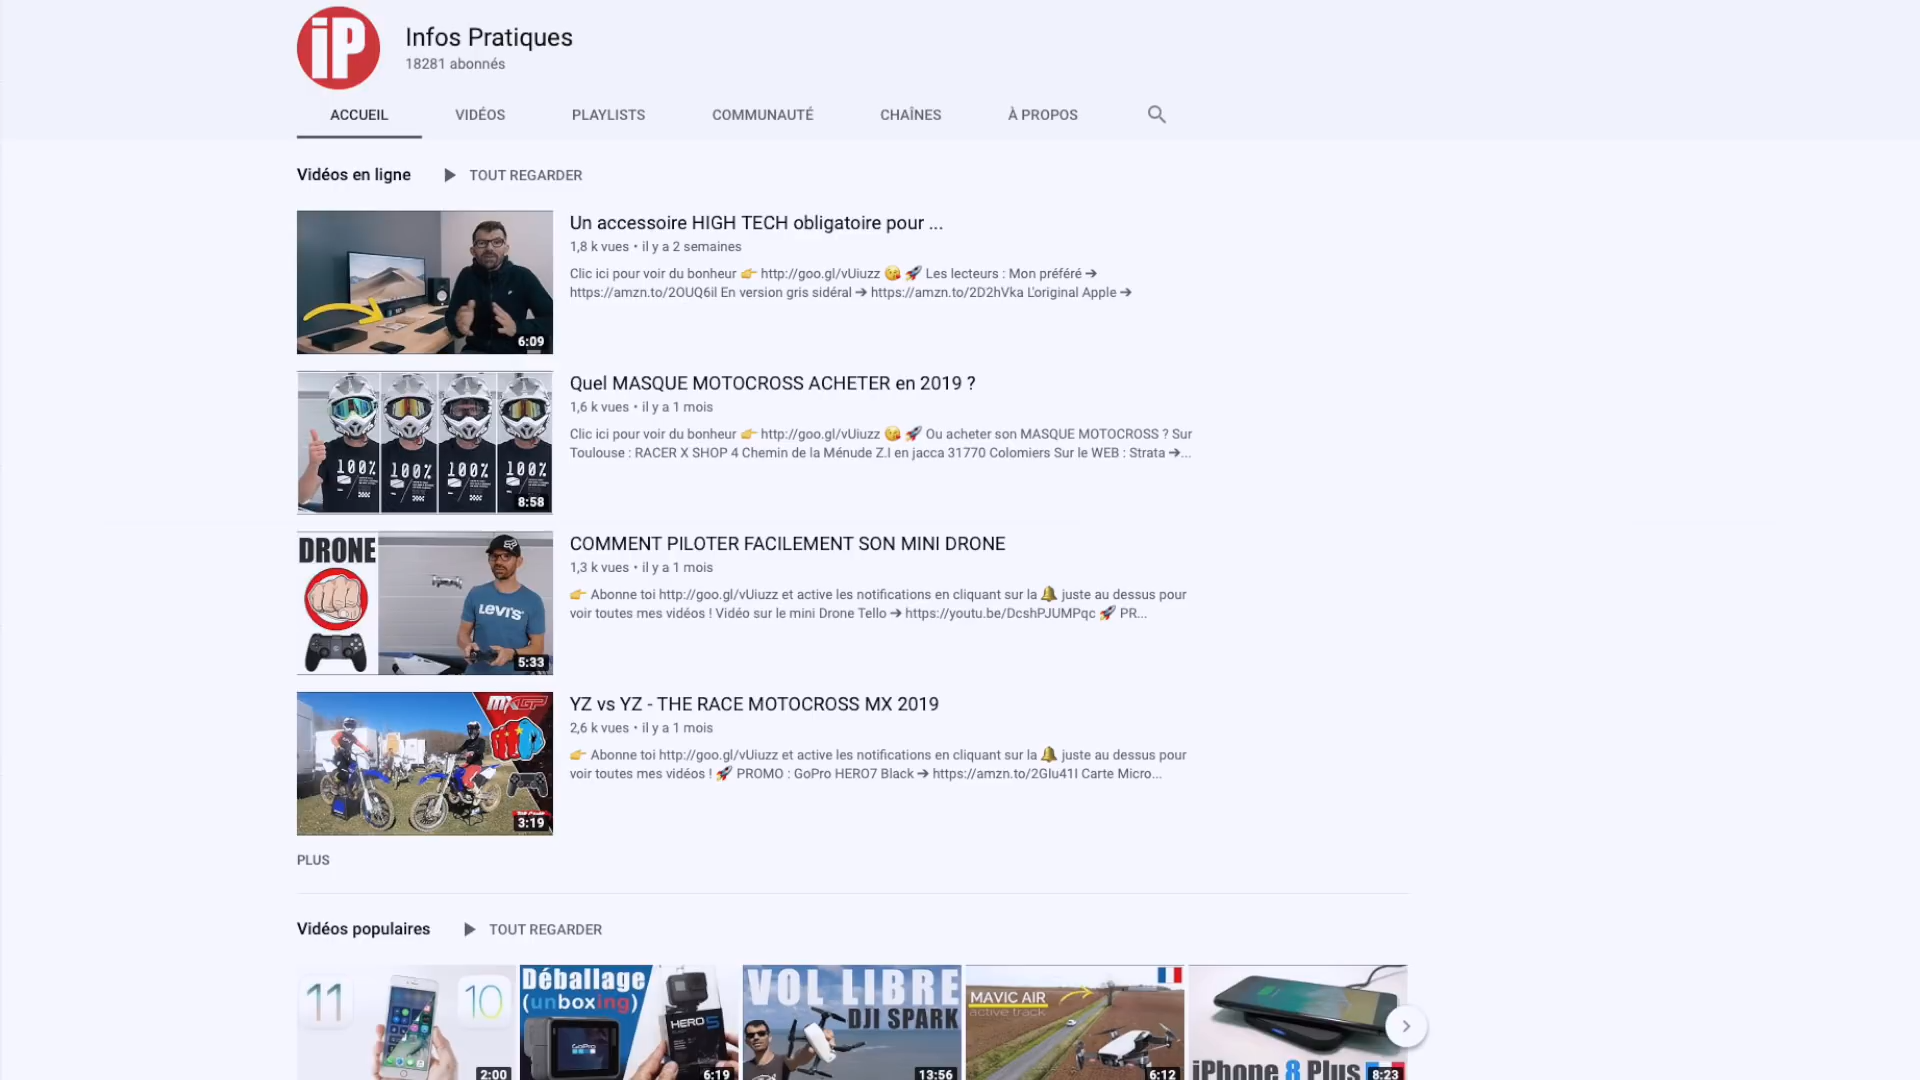 iP
Infos Pratiques
18281 abonnés
ACCUEIL
VIDÉOS
PLAYLISTS
COMMUNAUTÉ
CHAÎNES
À PROPOS
Vidéos en ligne
TOUT REGARDER
6:09
Un accessoire HIGH TECH obligatoire pour ...
1,8 k vues • il y a 2 semaines
Clic ici pour voir du bonheur 👉 http://goo.gl/vUiuzz 😘 🚀 Les lecteurs : Mon préféré ➔
https://amzn.to/2OUQ6il En version gris sidéral ➔ https://amzn.to/2D2hVka L'original Apple ➔
100% 100% 100% 100%
8:58
Quel MASQUE MOTOCROSS ACHETER en 2019 ?
1,6 k vues • il y a 1 mois
Clic ici pour voir du bonheur 👉 http://goo.gl/vUiuzz 😘 🚀 Ou acheter son MASQUE MOTOCROSS ? Sur
Toulouse : RACER X SHOP 4 Chemin de la Ménude Z.I en jacca 31770 Colomiers Sur le WEB : Strata ➔...
DRONE
LEVI'S
5:33
COMMENT PILOTER FACILEMENT SON MINI DRONE
1,3 k vues • il y a 1 mois
👉 Abonne toi http://goo.gl/vUiuzz et active les notifications en cliquant sur la 🔔 juste au dessus pour
voir toutes mes vidéos ! Vidéo sur le mini Drone Tello ➔ https://youtu.be/DcshPJUMPqc 🚀 PR...
MXGP
3:19
YZ vs YZ - THE RACE MOTOCROSS MX 2019
2,6 k vues • il y a 1 mois
👉 Abonne toi http://goo.gl/vUiuzz et active les notifications en cliquant sur la 🔔 juste au dessus pour
voir toutes mes vidéos ! 🚀 PROMO : GoPro HERO7 Black ➔ https://amzn.to/2GIu41I Carte Micro...
PLUS
Vidéos populaires
TOUT REGARDER
11
10
2:00
Déballage
(unboxing)
HERO5
GoPro
6:19
VOL LIBRE
DJI SPARK
13:56
MAVIC AIR
active track
6:12
iPhone 8 Plus
8:23